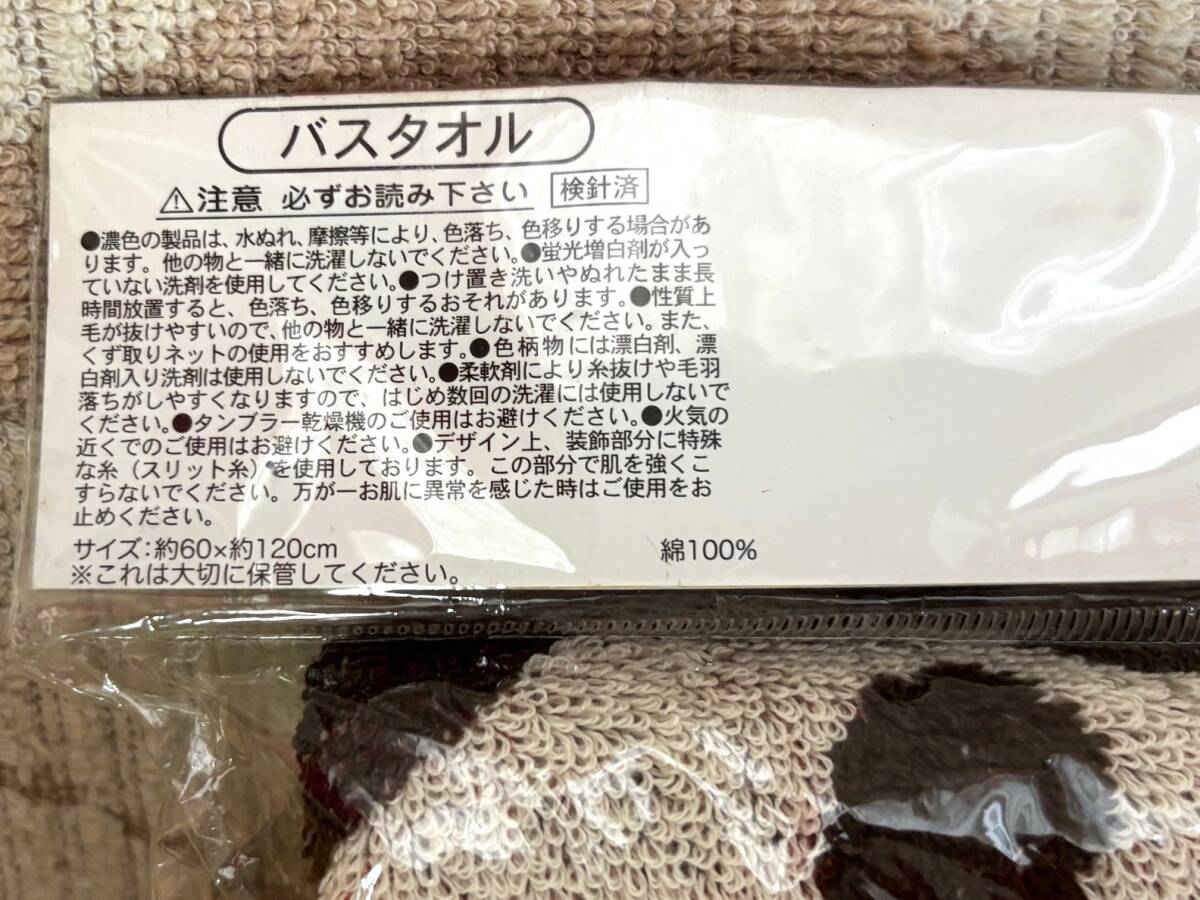 バスタオル
⚠注意 必ずお読み下さい 検針済
●濃色の製品は、水ぬれ、摩擦等により、色落ち、色移りする場合があ
ります。他の物と一緒に洗濯しないでください。●蛍光増白剤が入っ
ていない洗剤を使用してください。●つけ置き洗いやぬれたまま長
時間放置すると、色落ち、色移りするおそれがあります。●性質上
毛が抜けやすいので、他の物と一緒に洗濯しないでください。また、
くず取りネットの使用をおすすめします。●色柄物には漂白剤、漂
白剤入り洗剤は使用しないでください。●柔軟剤により糸抜けや毛羽
落ちがしやすくなりますので、はじめ数回の洗濯には使用しないで
ください。●タンブラー乾燥機のご使用はお避けください。●火気の
近くでのご使用はお避けください。●デザイン上、装飾部分に特殊
な糸（スリット糸）を使用しております。この部分で肌を強くこ
すらないでください。万が一お肌に異常を感じた時はご使用をお
止めください。
サイズ：約60×約120cm 綿100%
※これは大切に保管してください。